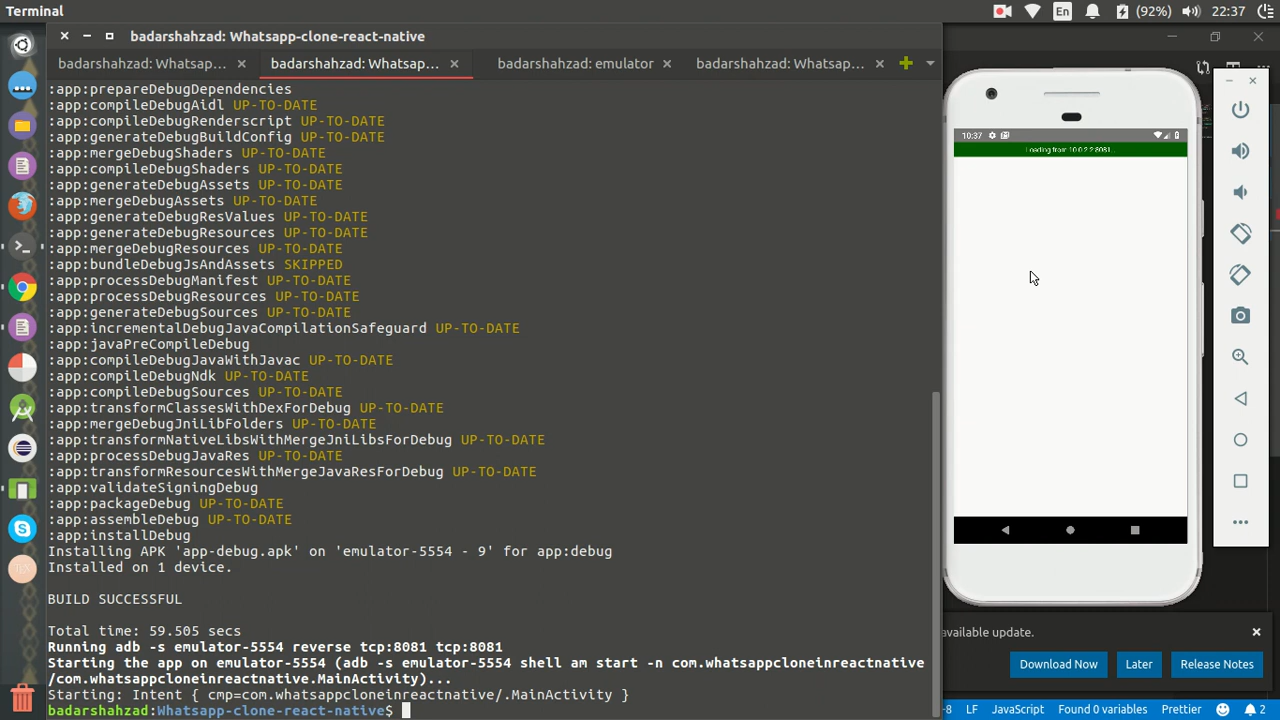 Terminal
En
(92%)
22:37
badarshahzad: Whatsapp-clone-react-native
badarshahzad: Whatsap...
badarshahzad: Whatsap...
badarshahzad: emulator
badarshahzad: Whatsap...
:app:prepareDebugDependencies
:app:compileDebugAidl UP-TO-DATE
:app:compileDebugRenderscript UP-TO-DATE
:app:generateDebugBuildConfig UP-TO-DATE
:app:mergeDebugShaders UP-TO-DATE
:app:compileDebugShaders UP-TO-DATE
:app:generateDebugAssets UP-TO-DATE
:app:mergeDebugAssets UP-TO-DATE
:app:generateDebugResValues UP-TO-DATE
:app:generateDebugResources UP-TO-DATE
:app:mergeDebugResources UP-TO-DATE
:app:bundleDebugJsAndAssets SKIPPED
:app:processDebugManifest UP-TO-DATE
:app:processDebugResources UP-TO-DATE
:app:generateDebugSources UP-TO-DATE
:app:incrementalDebugJavaCompilationSafeguard UP-TO-DATE
:app:javaPreCompileDebug
:app:compileDebugJavaWithJavac UP-TO-DATE
:app:compileDebugNdk UP-TO-DATE
:app:compileDebugSources UP-TO-DATE
:app:transformClassesWithDexForDebug UP-TO-DATE
:app:mergeDebugJniLibFolders UP-TO-DATE
:app:transformNativeLibsWithMergeJniLibsForDebug UP-TO-DATE
:app:processDebugJavaRes UP-TO-DATE
:app:transformResourcesWithMergeJavaResForDebug UP-TO-DATE
:app:validateSigningDebug
:app:packageDebug UP-TO-DATE
:app:assembleDebug UP-TO-DATE
:app:installDebug
Installing APK 'app-debug.apk' on 'emulator-5554 - 9' for app:debug
Installed on 1 device.
BUILD SUCCESSFUL
Total time: 59.505 secs
Running adb -s emulator-5554 reverse tcp:8081 tcp:8081
Starting the app on emulator-5554 (adb -s emulator-5554 shell am start -n com.whatsappcloneinreactnative
/com.whatsappcloneinreactnative.MainActivity)...
Starting: Intent { cmp=com.whatsappcloneinreactnative/.MainActivity }
badarshahzad:Whatsapp-clone-react-native$
10:37
Loading from 10.0.2.2:8081...
available update.
Download Now
Later
Release Notes
-8
LF
JavaScript
Found 0 variables
Prettier
2